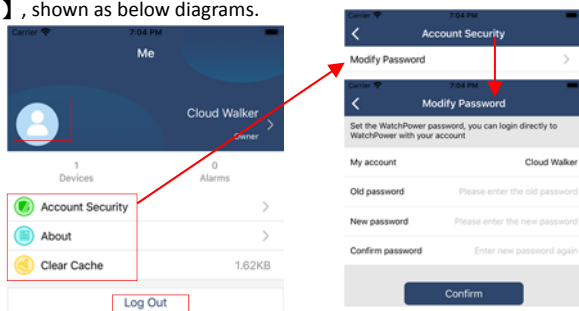 】, shown as below diagrams.
Carrier 7:04 PM
Me
Cloud Walker
Owner
1
Devices
0
Alarms
Account Security
About
Clear Cache 1.62KB
Log Out
Carrier 7:04 PM
Account Security
Modify Password
Carrier 7:04 PM
Modify Password
Set the WatchPower password, you can login directly to
WatchPower with your account
My account Cloud Walker
Old password Please enter the old password
New password Please enter the new password
Confirm password Enter new password again
Confirm